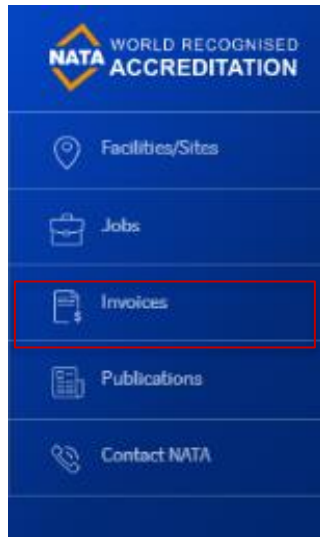 WORLD RECOGNISED
NATA ACCREDITATION
Facilities/Sites
Jobs
Invoices
$
Publications
Contact NATA